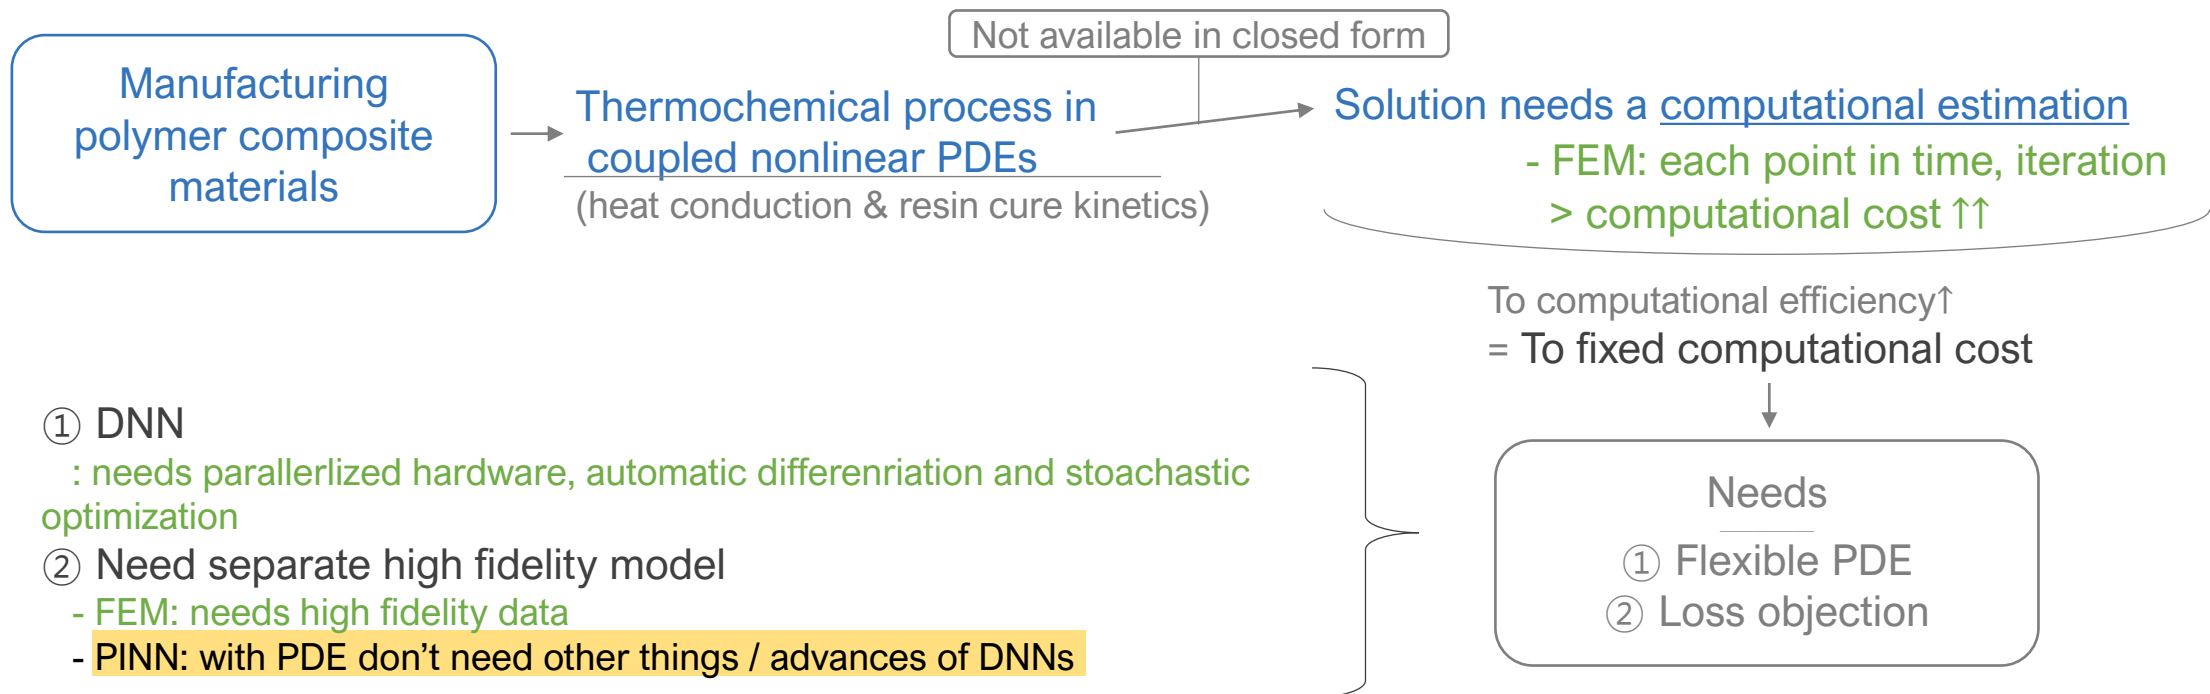 Not available in closed form
Manufacturing
polymer composite
materials
Thermochemical process in
coupled nonlinear PDEs
(heat conduction & resin cure kinetics)
Solution needs a computational estimation
- FEM: each point in time, iteration
> computational cost ↑↑
To computational efficiency↑
= To fixed computational cost
① DNN
: needs parallerlized hardware, automatic differenriation and stoachastic
optimization
② Need separate high fidelity model
- FEM: needs high fidelity data
- PINN: with PDE don't need other things / advances of DNNs
Needs
① Flexible PDE
② Loss objection